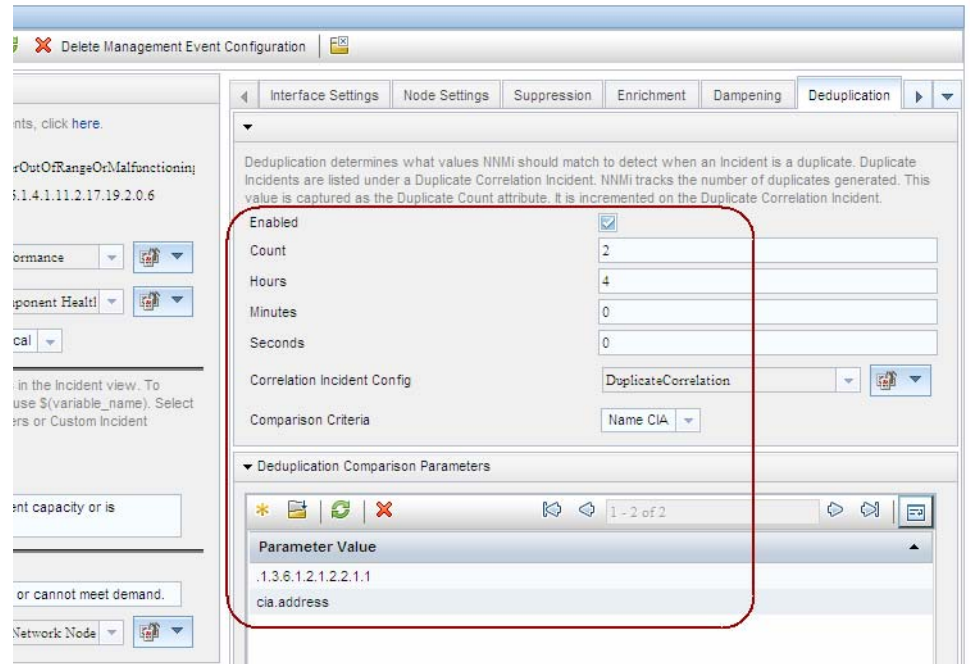 Delete Management Event Configuration
Interface Settings Node Settings Suppression Enrichment Dampening Deduplication
click here.
Deduplication determines what values NNMi should match to detect when an Incident is a duplicate. Duplicate
Incidents are listed under a Duplicate Correlation Incident. NNMi tracks the number of duplicates generated. This
value is captured as the Duplicate Count attribute. It is incremented on the Duplicate Correlation Incident.
rOutOfRangeOrMalfunctioning
.1.4.1.11.2.17.19.2.0.6
ormance
ponent Healtl
cal
in the Incident view. To
use $(variable_name). Select
ers or Custom Incident
ent capacity or is
or cannot meet demand.
Network Node
Enabled
Count 2
Hours 4
Minutes 0
Seconds 0
Correlation Incident Config DuplicateCorrelation
Comparison Criteria Name CIA
Deduplication Comparison Parameters
1 - 2 of 2
Parameter Value
.1.3.6.1.2.1.2.2.1.1
cia.address